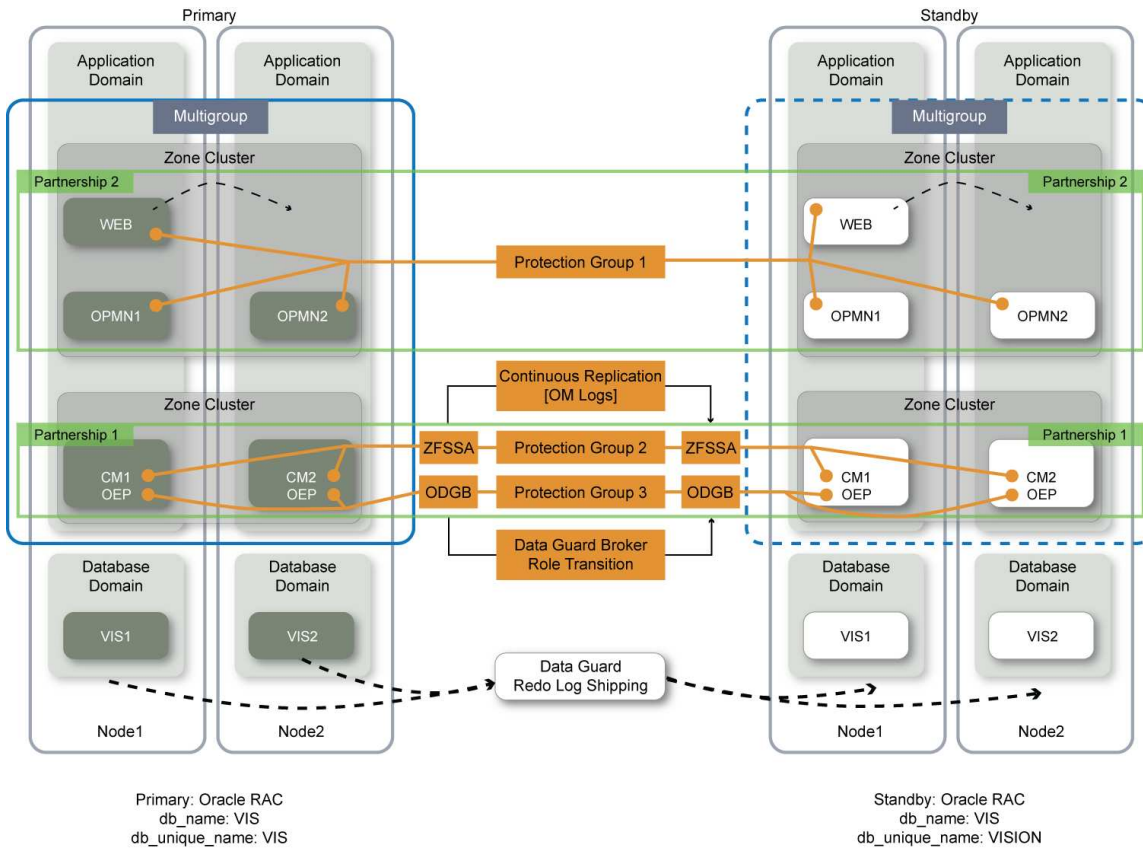 Primary
Standby
Application
Domain
Application
Domain
Application
Domain
Application
Domain
Multigroup
Multigroup
Zone Cluster
Zone Cluster
Partnership 2
Partnership 2
WEB
WEB
Protection Group 1
OPMN1
OPMN2
OPMN1
OPMN2
Continuous Replication
[OM Logs]
Zone Cluster
Zone Cluster
Partnership 1
Partnership 1
ZFSSA
Protection Group 2
ZFSSA
CM1
OEP
CM2
OEP
CM1
OEP
CM2
OEP
ODGB
Protection Group 3
ODGB
Data Guard Broker
Role Transition
Database
Domain
Database
Domain
Database
Domain
Database
Domain
VIS1
VIS2
VIS1
VIS2
Data Guard
Redo Log Shipping
Node1
Node2
Node1
Node2
Primary: Oracle RAC
db_name: VIS
db_unique_name: VIS
Standby: Oracle RAC
db_name: VIS
db_unique_name: VISION